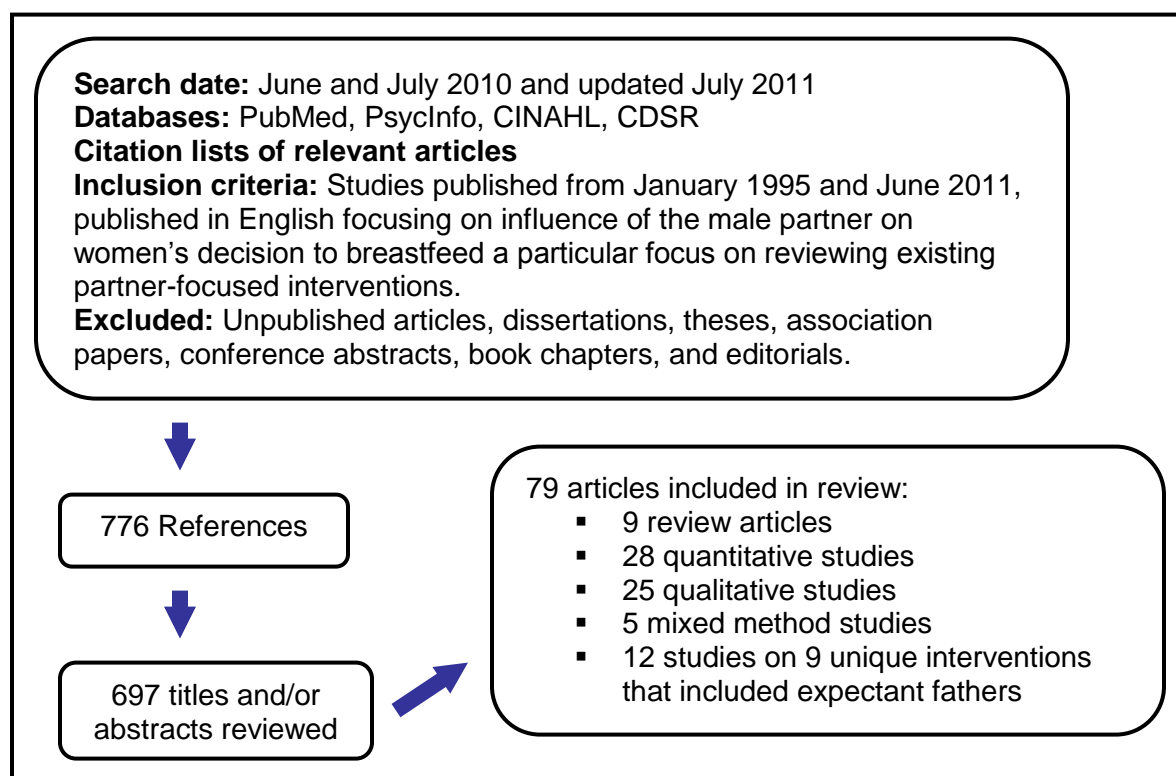 Search date: June and July 2010 and updated July 2011
Databases: PubMed, PsycInfo, CINAHL, CDSR
Citation lists of relevant articles
Inclusion criteria: Studies published from January 1995 and June 2011,
published in English focusing on influence of the male partner on
women’s decision to breastfeed a particular focus on reviewing existing
partner-focused interventions.
Excluded: Unpublished articles, dissertations, theses, association
papers, conference abstracts, book chapters, and editorials.
776 References
697 titles and/or
abstracts reviewed
79 articles included in review:
▪ 9 review articles
▪ 28 quantitative studies
▪ 25 qualitative studies
▪ 5 mixed method studies
▪ 12 studies on 9 unique interventions
that included expectant fathers